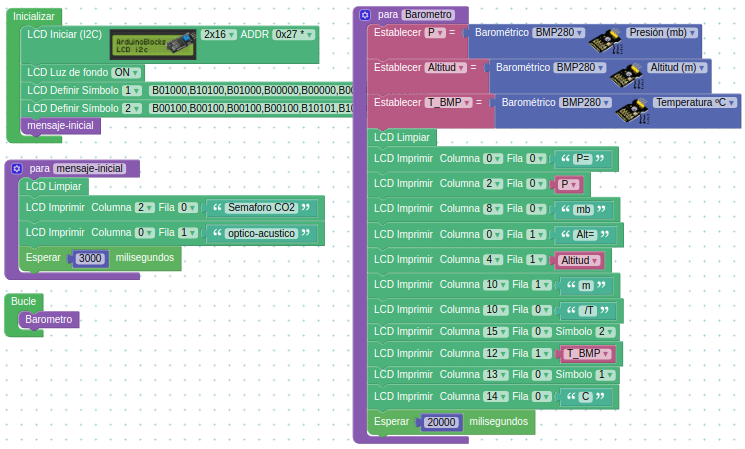 Inicializar
LCD Iniciar (I2C) ArduinoBlocks LCD i2c 2x16 ADDR 0x27 *
LCD Luz de fondo ON
LCD Definir Símbolo 1 B01000,B10100,B01000,B00000,B00000,B00
LCD Definir Símbolo 2 B00100,B00100,B00100,B10101,B10
mensaje-inicial
para mensaje-inicial
LCD Limpiar
LCD Imprimir Columna 2 Fila 0 “ Semaforo CO2 ”
LCD Imprimir Columna 0 Fila 1 “ optico-acustico ”
Esperar 3000 milisegundos
Bucle
Barometro
para Barometro
Establecer P = Barométrico BMP280 Presión (mb)
Establecer Altitud = Barométrico BMP280 Altitud (m)
Establecer T_BMP = Barométrico BMP280 Temperatura ºC
LCD Limpiar
LCD Imprimir Columna 0 Fila 0 “ P= ”
LCD Imprimir Columna 2 Fila 0 P
LCD Imprimir Columna 8 Fila 0 “ mb ”
LCD Imprimir Columna 0 Fila 1 “ Alt= ”
LCD Imprimir Columna 4 Fila 1 Altitud
LCD Imprimir Columna 10 Fila 1 “ m ”
LCD Imprimir Columna 10 Fila 0 “ /T ”
LCD Imprimir Columna 15 Fila 0 Símbolo 2
LCD Imprimir Columna 12 Fila 1 T_BMP
LCD Imprimir Columna 13 Fila 0 Símbolo 1
LCD Imprimir Columna 14 Fila 0 “ C ”
Esperar 20000 milisegundos